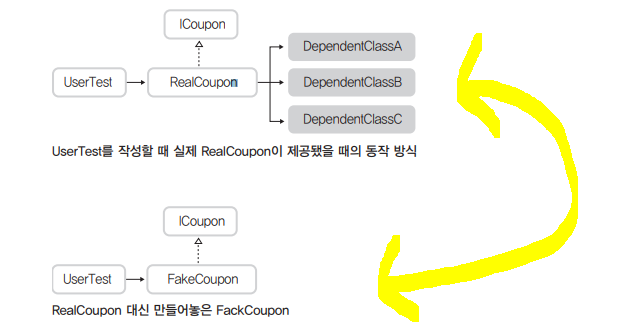 ICoupon
DependentClassA
UserTest
RealCoupon
DependentClassB
DependentClassC
UserTest를 작성할 때 실제 RealCoupon이 제공됐을 때의 동작 방식
ICoupon
UserTest
FakeCoupon
RealCoupon 대신 만들어놓은 FackCoupon